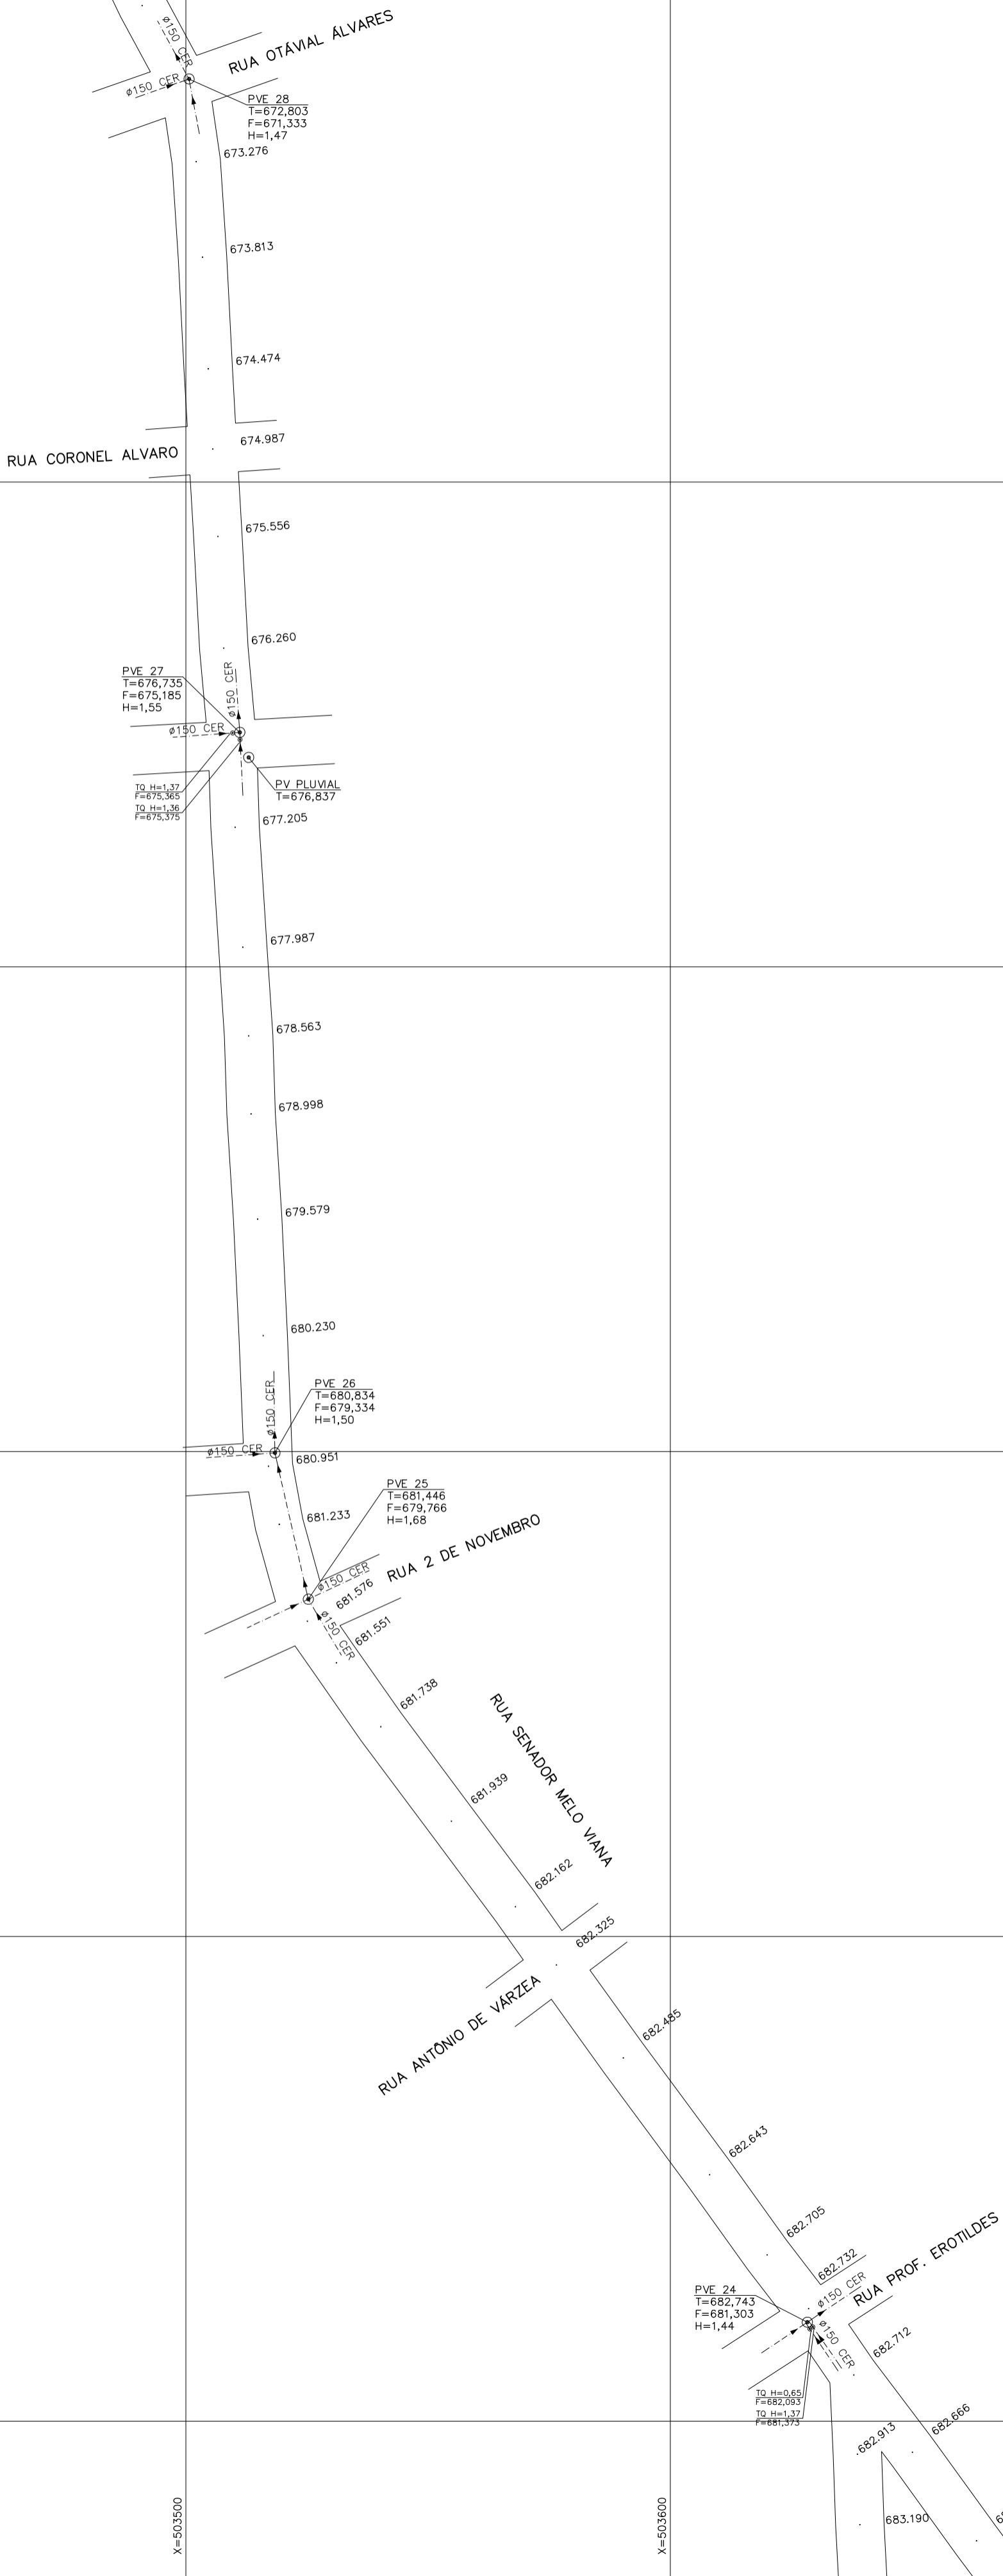 ø150 CER
RUA OTÁVIAL ÁLVARES
ø150 CER
PVE 28
T=672,803
F=671,333
H=1,47
673.276
673.813
674.474
674.987
RUA CORONEL ALVARO
675.556
676.260
PVE 27
T=676,735
F=675,185
H=1,55
ø150 CER
ø150 CER
TQ H=1,37
F=675,365
TQ H=1,36
F=675,375
PV PLUVIAL
T=676,837
677.205
677.987
678.563
678.998
679.579
680.230
PVE 26
T=680,834
F=679,334
H=1,50
ø150 CER
ø150 CER
680.951
PVE 25
T=681,446
F=679,766
H=1,68
681.233
RUA 2 DE NOVEMBRO
ø150 CER
681.576
ø150 CER
681.551
681.738
RUA SENADOR MELO VIANA
681.939
682.162
682.325
RUA ANTÔNIO DE VÁRZEA
682.485
682.643
682.705
682.732
RUA PROF. EROTILDES
PVE 24
T=682,743
F=681,303
H=1,44
ø150 CER
ø150 CER
682.712
TQ H=0,65
F=682,093
TQ H=1,37
F=681,373
682.666
682.913
683.190
X=503500
X=503600